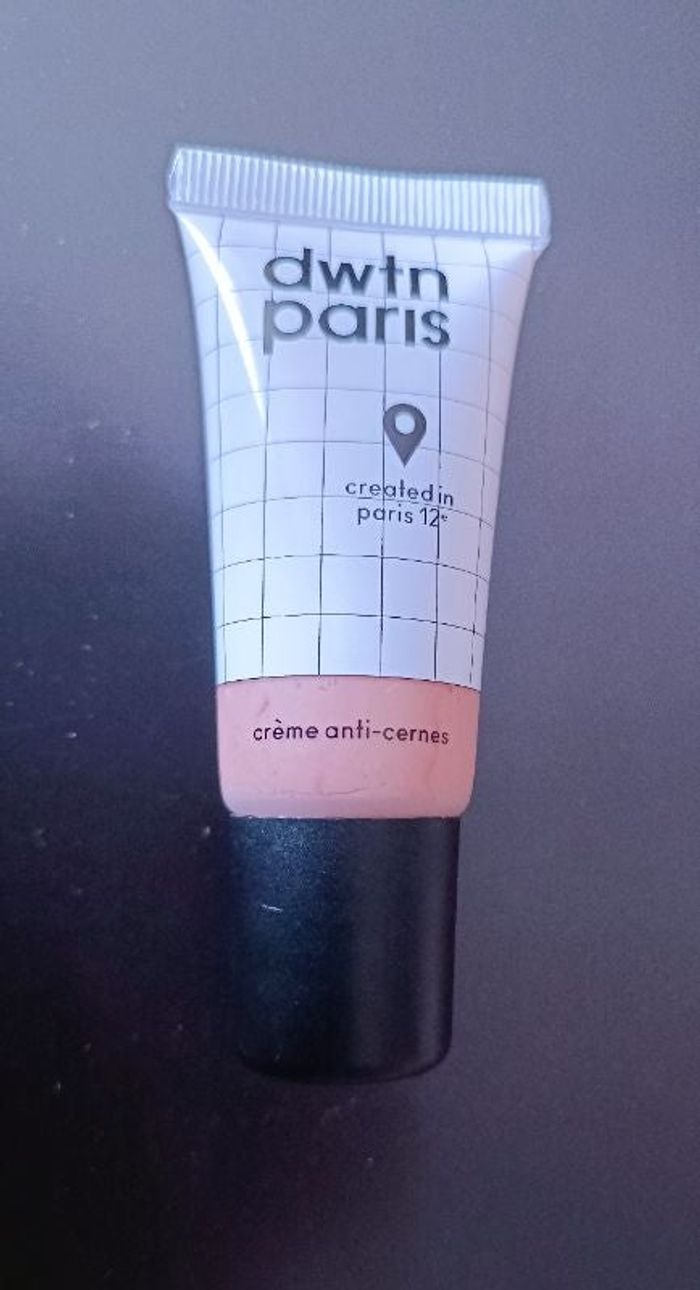 dwtn
paris
created in
paris 12e
crème anti-cernes